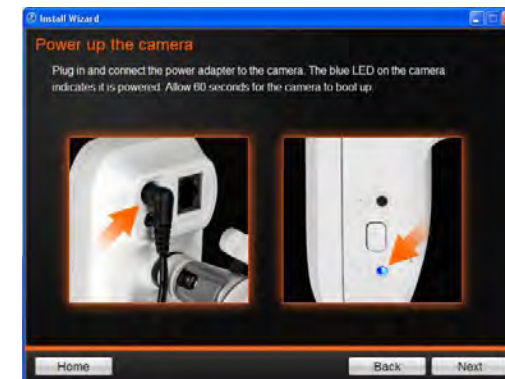 Install Wizard
Power up the camera
Plug in and connect the power adapter to the camera. The blue LED on the camera
indicates it is powered. Allow 60 seconds for the camera to boot up.
Home
Back
Next